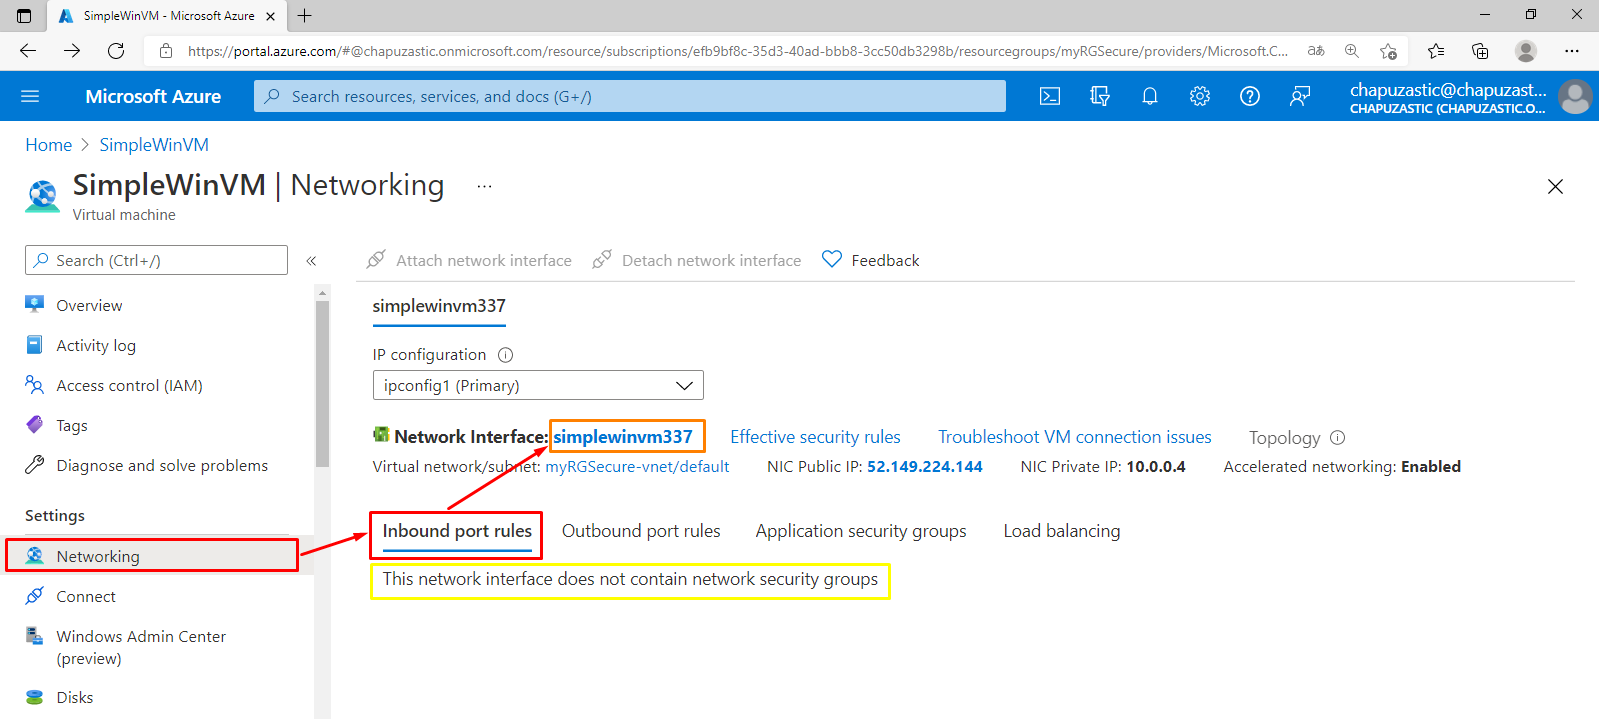 SimpleWinVM - Microsoft Azure
https://portal.azure.com/#@chapuzastic.onmicrosoft.com/resource/subscriptions/efb9bf8c-35d3-40ad-bbb8-3cc50db3298b/resourcegroups/myRGSecure/providers/Microsoft.C...
aあ
Microsoft Azure
Search resources, services, and docs (G+/)
chapuzastic@chapuzast...
CHAPUZASTIC (CHAPUZASTIC.O...
Home > SimpleWinVM
SimpleWinVM | Networking ...
Virtual machine
Search (Ctrl+/)
«
Overview
Activity log
Access control (IAM)
Tags
Diagnose and solve problems
Settings
Networking
Connect
Windows Admin Center
(preview)
Disks
Attach network interface
Detach network interface
Feedback
simplewinvm337
IP configuration
ipconfig1 (Primary)
Network Interface: simplewinvm337 Effective security rules Troubleshoot VM connection issues Topology
Virtual network/subnet: myRGSecure-vnet/default NIC Public IP: 52.149.224.144 NIC Private IP: 10.0.0.4 Accelerated networking: Enabled
Inbound port rules Outbound port rules Application security groups Load balancing
This network interface does not contain network security groups